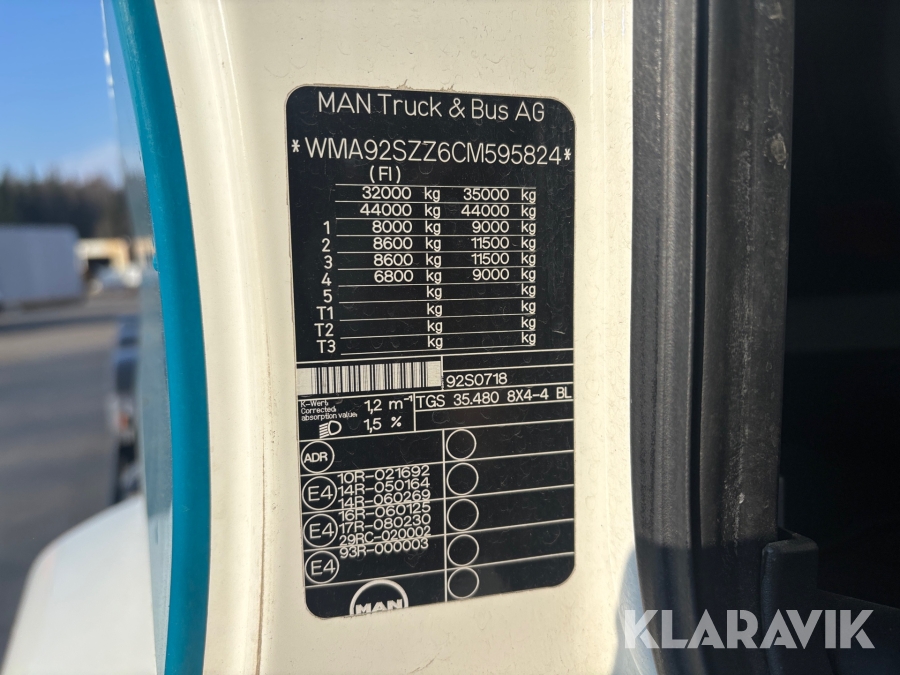 MAN Truck & Bus AG
*WMA92SZZ6CM595824*
(FI)
32000 kg 35000 kg
44000 kg 44000 kg
1 8000 kg 9000 kg
2 8600 kg 11500 kg
3 8600 kg 11500 kg
4 6800 kg 9000 kg
5 kg kg
T1 kg kg
T2 kg kg
T3 kg kg
92S0718
K-Wert
Corrected
absorption value
1,2 m⁻¹
TGS 35.480 8X4-4 BL
1,5 %
ADR
10R-021692
E4 14R-050164
14R-060269
16R-060125
E4 17R-080230
29RC-020002
93R-000003
E4
MAN
KLARAVIK